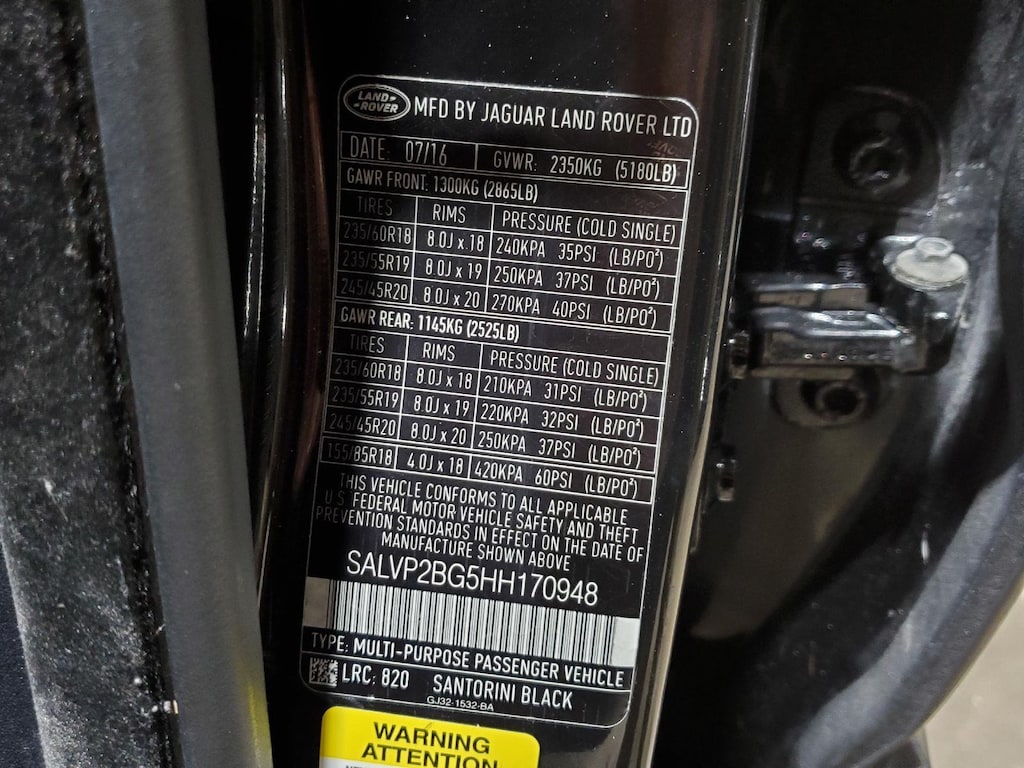 LAND ROVER MFD BY JAGUAR LAND ROVER LTD
DATE: 07/16 GVWR: 2350KG (5180LB)
GAWR FRONT: 1300KG (2865LB)
TIRES RIMS PRESSURE (COLD SINGLE)
235/60R18 8.0J x 18 240KPA 35PSI (LB/PO²)
235/55R19 8.0J x 19 250KPA 37PSI (LB/PO²)
245/45R20 8.0J x 20 270KPA 40PSI (LB/PO²)
GAWR REAR: 1145KG (2525LB)
TIRES RIMS PRESSURE (COLD SINGLE)
235/60R18 8.0J x 18 210KPA 31PSI (LB/PO²)
235/55R19 8.0J x 19 220KPA 32PSI (LB/PO²)
245/45R20 8.0J x 20 250KPA 37PSI (LB/PO²)
T55/85R18 4.0J x 18 420KPA 60PSI (LB/PO²)
THIS VEHICLE CONFORMS TO ALL APPLICABLE
U.S FEDERAL MOTOR VEHICLE SAFETY AND THEFT
PREVENTION STANDARDS IN EFFECT ON THE DATE OF
MANUFACTURE SHOWN ABOVE
SALVP2BG5HH170948
TYPE: MULTI-PURPOSE PASSENGER VEHICLE
LRC: 820 SANTORINI BLACK
GJ32-1532-BA
WARNING
ATTENTION